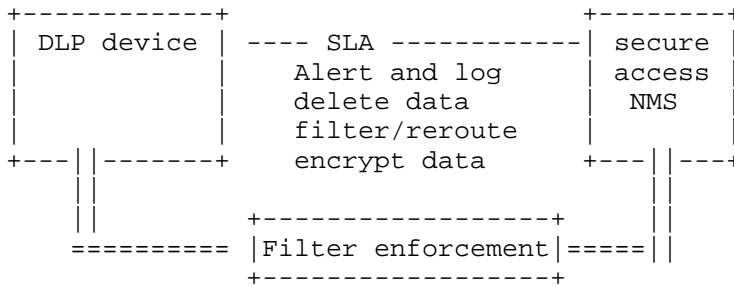 +------------+                       +--------+
| DLP device | ---- SLA ------------| secure |
|            |    Alert and log     | access |
|            |    delete data       |  NMS   |
|            |    filter/reroute    |        |
+---||-------+    encrypt data      +---||---+
    ||                                  ||
    ||         +------------------+     ||
    ========== |Filter enforcement|=====||
               +------------------+